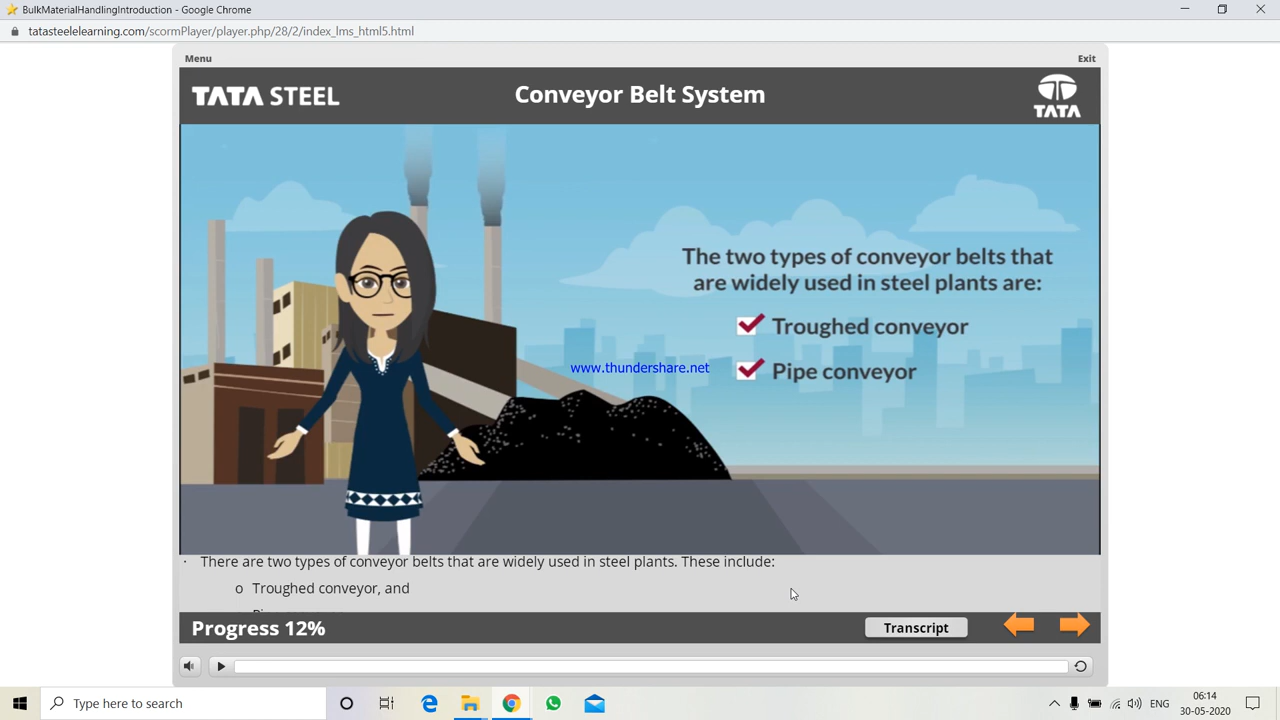 BulkMaterialHandlingIntroduction - Google Chrome
tatasteelelearning.com/scormPlayer/player.php/28/2/index_lms_html5.html
Menu
Exit
TATA STEEL
Conveyor Belt System
TATA
The two types of conveyor belts that
are widely used in steel plants are:
Troughed conveyor
www.thundershare.net
Pipe conveyor
· There are two types of conveyor belts that are widely used in steel plants. These include:
o Troughed conveyor, and
Progress 12%
Transcript
Type here to search
ENG
06:14
30-05-2020